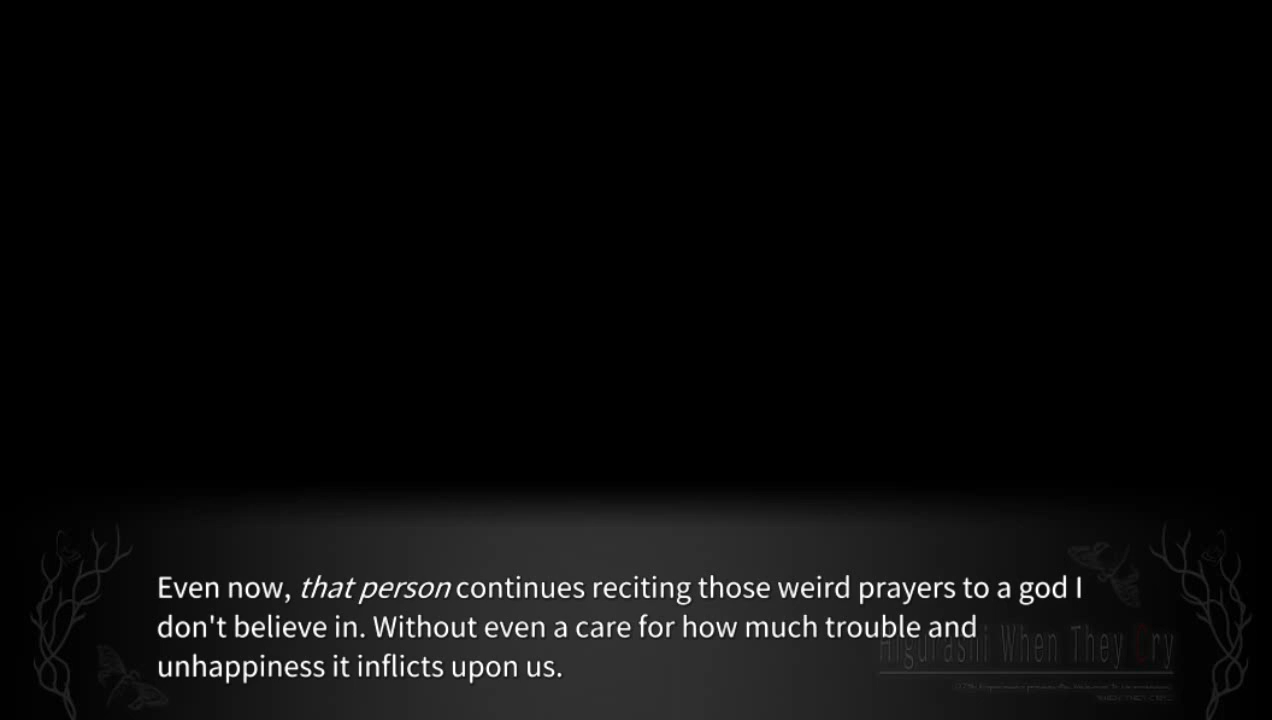 Even now, that person continues reciting those weird prayers to a god I
don't believe in. Without even a care for how much trouble and
unhappiness it inflicts upon us.
Higurashi When They Cry